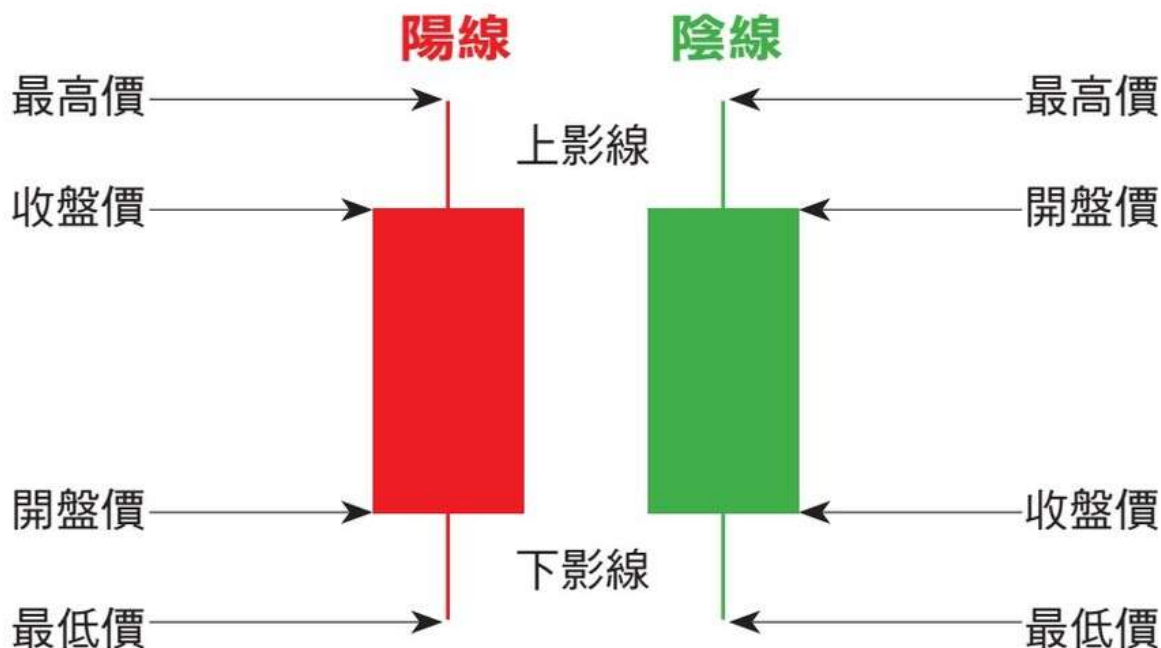 陽線 陰線
最高價 最高價
上影線
收盤價 開盤價
開盤價 收盤價
下影線
最低價 最低價